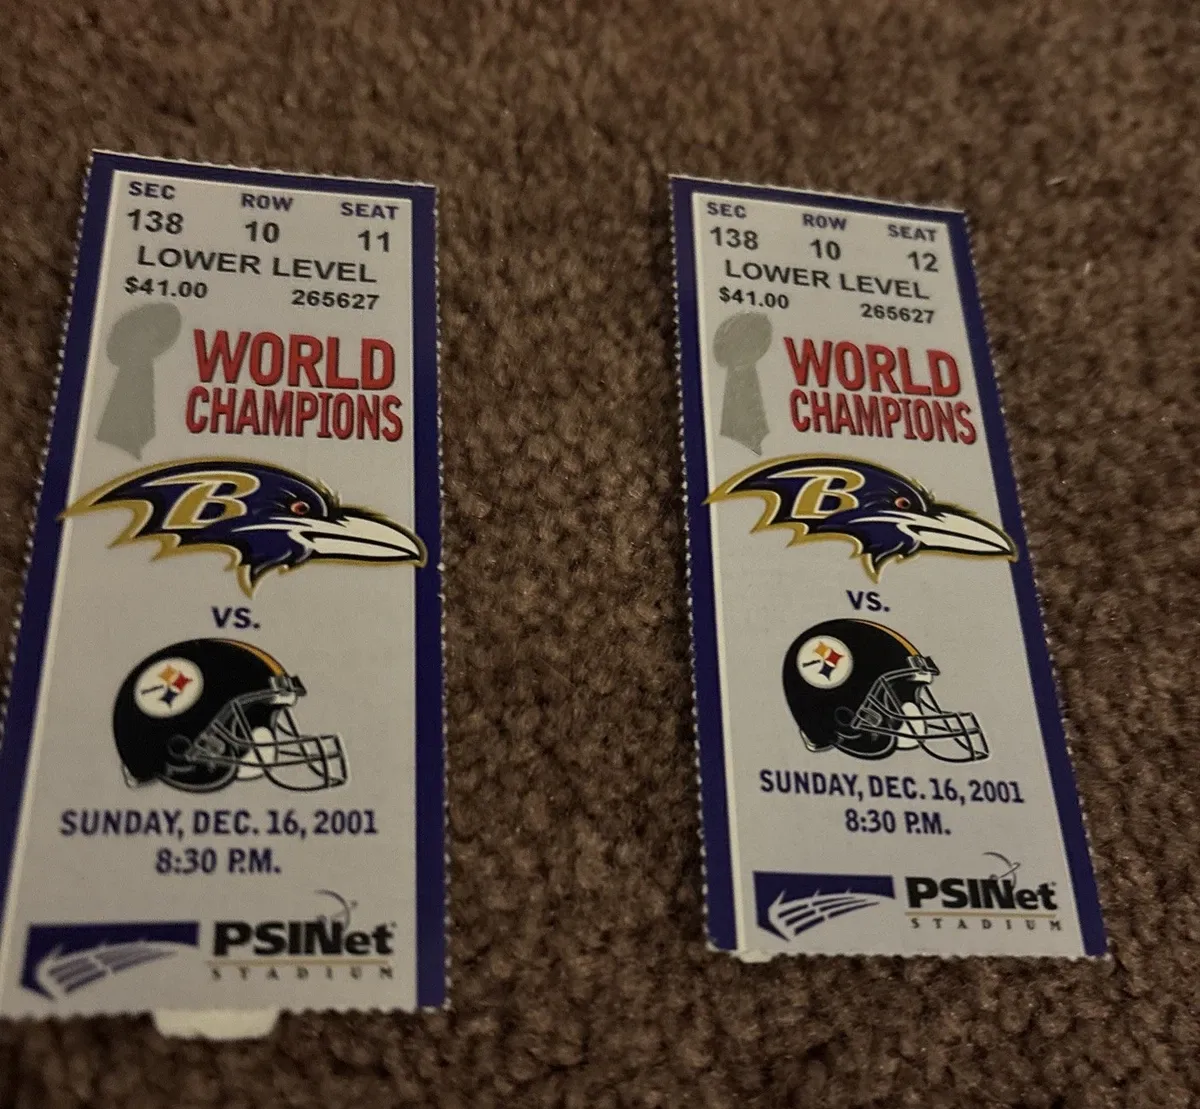 SEC ROW SEAT
138 10 11
LOWER LEVEL
$41.00 265627
WORLD
CHAMPIONS
B
VS.
SUNDAY, DEC. 16, 2001
8:30 P.M.
PSINet
STADIUM
SEC ROW SEAT
138 10 12
LOWER LEVEL
$41.00 265627
WORLD
CHAMPIONS
B
VS.
SUNDAY, DEC. 16, 2001
8:30 P.M.
PSINet
STADIUM